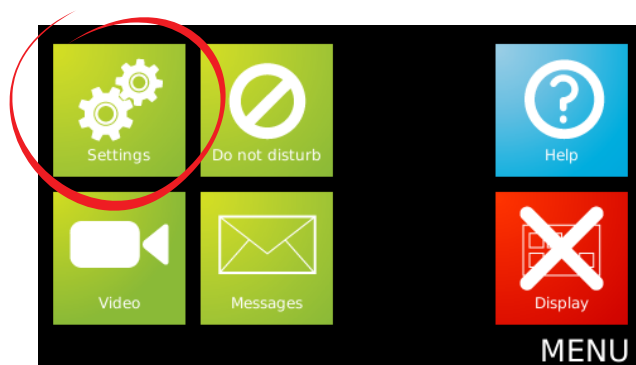 Settings
Do not disturb
Help
Video
Messages
Display
MENU